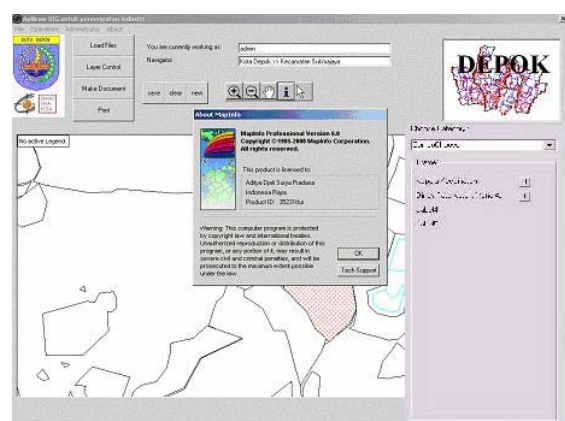 Aplikasi SIG untuk penempatan industri
File Operations Administrator About
KOTA DEPOK
Load Files
Layer Control
Make Document
Print
You are currently working as:
admin
Navigator
Kota Depok >> Kecamatan Sukmajaya
save clear new
DEPOK
No active Legend.
About MapInfo
MapInfo Professional Version 6.0
Copyright © 1985-2000 MapInfo Corporation.
All rights reserved.
This product is licensed to:
Aditya Djati Surya Pradana
Indonesia Raya
Product ID:
Warning: This computer program is protected
by copyright law and international treaties.
Unauthorized reproduction or distribution of this
program, or any portion of it, may result in
severe civil and criminal penalties, and will be
prosecuted to the maximum extent possible
under the law.
OK
Tech Support